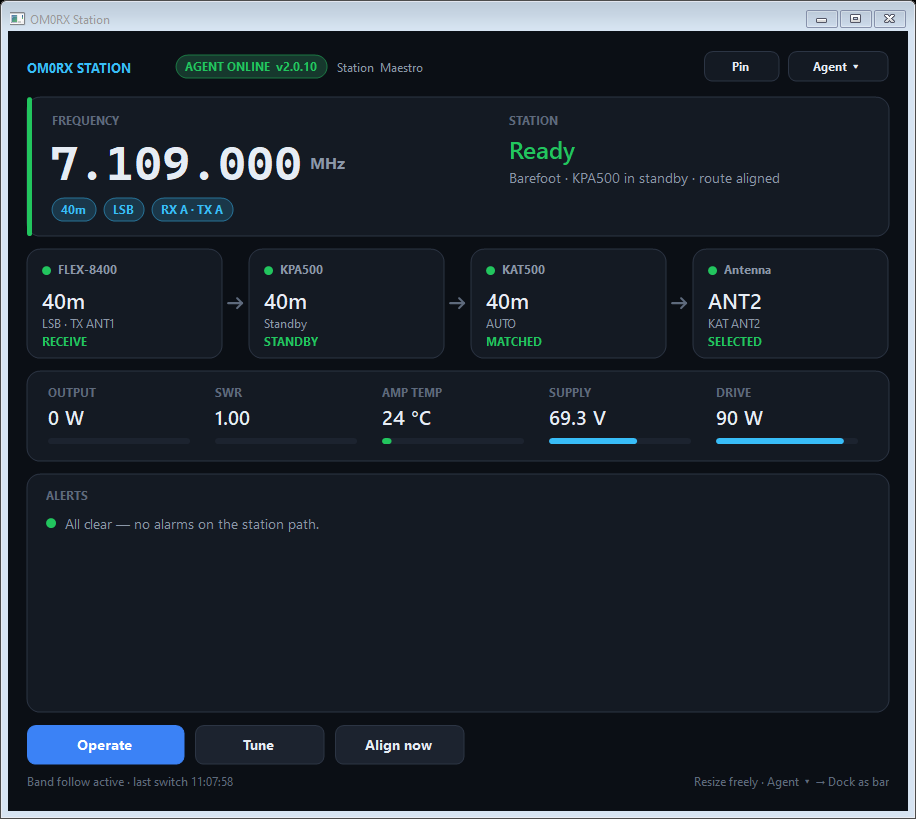 OM0RX Station
OM0RX STATION AGENT ONLINE v2.0.10 Station Maestro Pin Agent ▾
FREQUENCY
7.109.000 MHz
40m LSB RX A · TX A
STATION
Ready
Barefoot · KPA500 in standby · route aligned
FLEX-8400
40m
LSB · TX ANT1
RECEIVE
→
KPA500
40m
Standby
STANDBY
→
KAT500
40m
AUTO
MATCHED
→
Antenna
ANT2
KAT ANT2
SELECTED
OUTPUT
0 W
SWR
1.00
AMP TEMP
24 °C
SUPPLY
69.3 V
DRIVE
90 W
ALERTS
All clear — no alarms on the station path.
Operate Tune Align now
Band follow active · last switch 11:07:58
Resize freely · Agent ▾ → Dock as bar